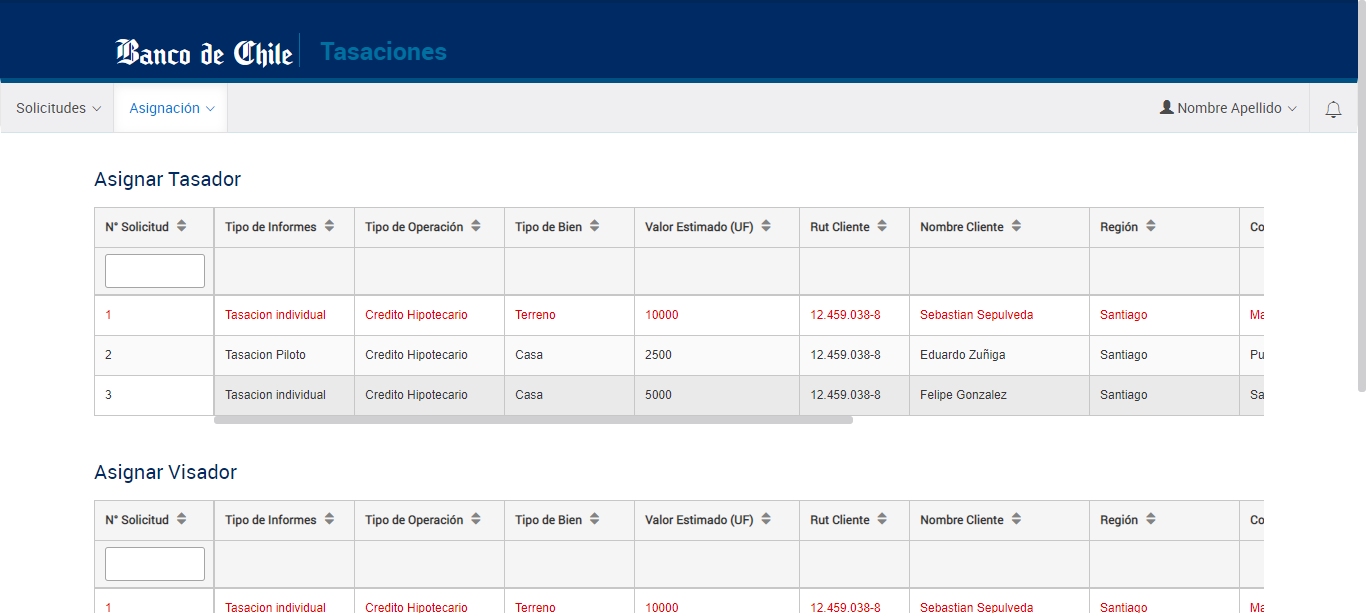 Banco de Chile Tasaciones
Solicitudes Asignación Nombre Apellido
Asignar Tasador
N° Solicitud Tipo de Informes Tipo de Operación Tipo de Bien Valor Estimado (UF) Rut Cliente Nombre Cliente Región Co
1 Tasacion individual Credito Hipotecario Terreno 10000 12.459.038-8 Sebastian Sepulveda Santiago Ma
2 Tasacion Piloto Credito Hipotecario Casa 2500 12.459.038-8 Eduardo Zuñiga Santiago Pu
3 Tasacion individual Credito Hipotecario Casa 5000 12.459.038-8 Felipe Gonzalez Santiago Sa
Asignar Visador
N° Solicitud Tipo de Informes Tipo de Operación Tipo de Bien Valor Estimado (UF) Rut Cliente Nombre Cliente Región Co
1 Tasacion individual Credito Hipotecario Terreno 10000 12.459.038-8 Sebastian Sepulveda Santiago Ma